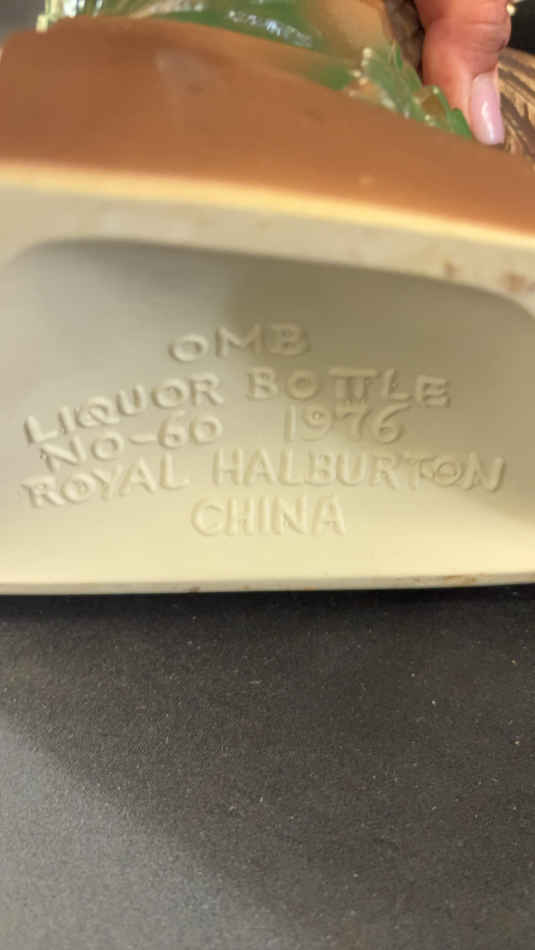 OMB
LIQUOR BOTTLE
NO-60 1976
ROYAL HALBURTON
CHINA